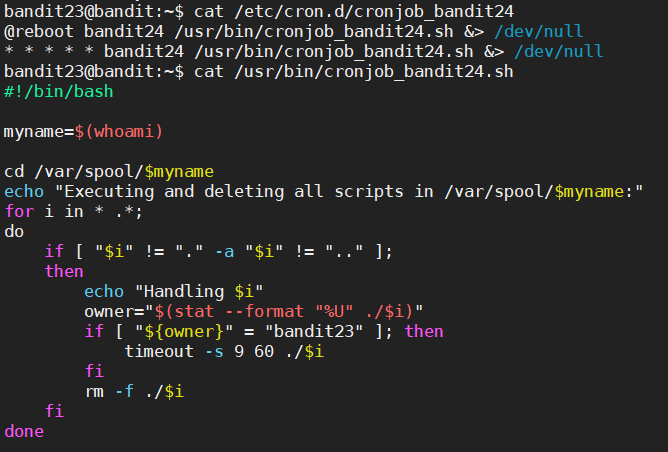 bandit23@bandit:~$ cat /etc/cron.d/cronjob_bandit24
@reboot bandit24 /usr/bin/cronjob_bandit24.sh &> /dev/null
* * * * * bandit24 /usr/bin/cronjob_bandit24.sh &> /dev/null
bandit23@bandit:~$ cat /usr/bin/cronjob_bandit24.sh
#!/bin/bash

myname=$(whoami)

cd /var/spool/$myname
echo "Executing and deleting all scripts in /var/spool/$myname:"
for i in * .*;
do
    if [ "$i" != "." -a "$i" != ".." ];
    then
        echo "Handling $i"
        owner="$(stat --format "%U" ./$i)"
        if [ "${owner}" = "bandit23" ]; then
            timeout -s 9 60 ./$i
        fi
        rm -f ./$i
    fi
done